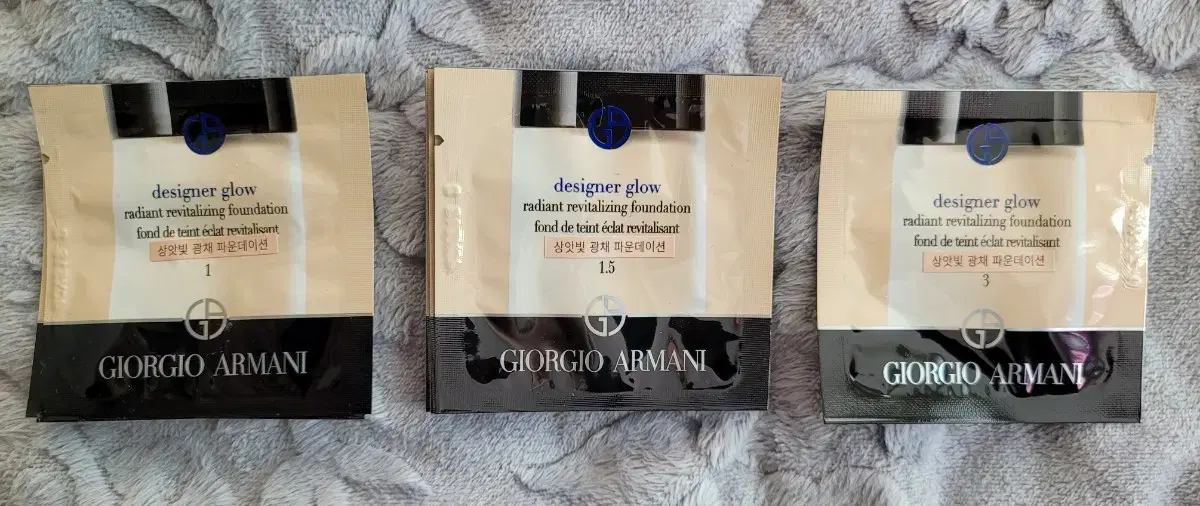 designer glow
radiant revitalizing foundation
fond de teint éclat revitalisant
상앗빛 광채 파운데이션
1
GIORGIO ARMANI
designer glow
radiant revitalizing foundation
fond de teint éclat revitalisant
상앗빛 광채 파운데이션
1.5
GIORGIO ARMANI
designer glow
radiant revitalizing foundation
fond de teint éclat revitalisant
상앗빛 광채 파운데이션
3
GIORGIO ARMANI